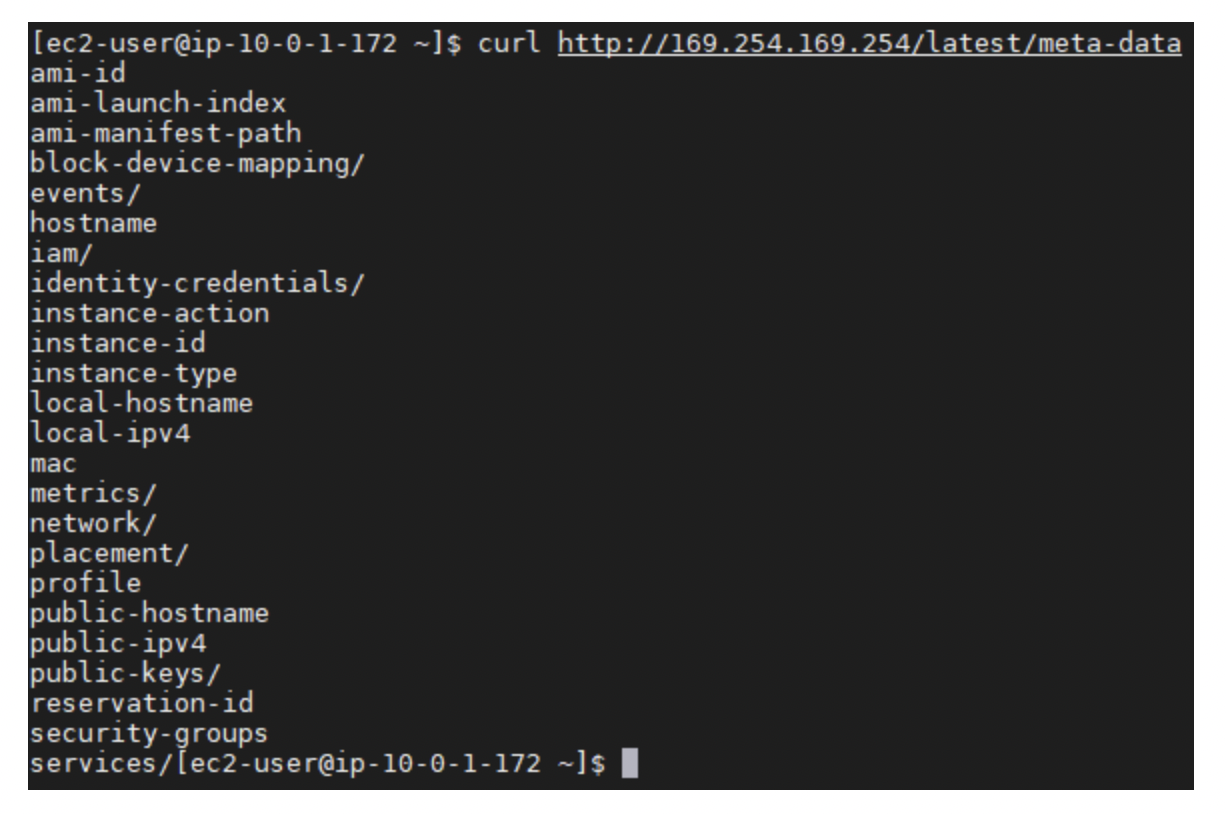 [ec2-user@ip-10-0-1-172 ~]$ curl http://169.254.169.254/latest/meta-data
ami-id
ami-launch-index
ami-manifest-path
block-device-mapping/
events/
hostname
iam/
identity-credentials/
instance-action
instance-id
instance-type
local-hostname
local-ipv4
mac
metrics/
network/
placement/
profile
public-hostname
public-ipv4
public-keys/
reservation-id
security-groups
services/[ec2-user@ip-10-0-1-172 ~]$